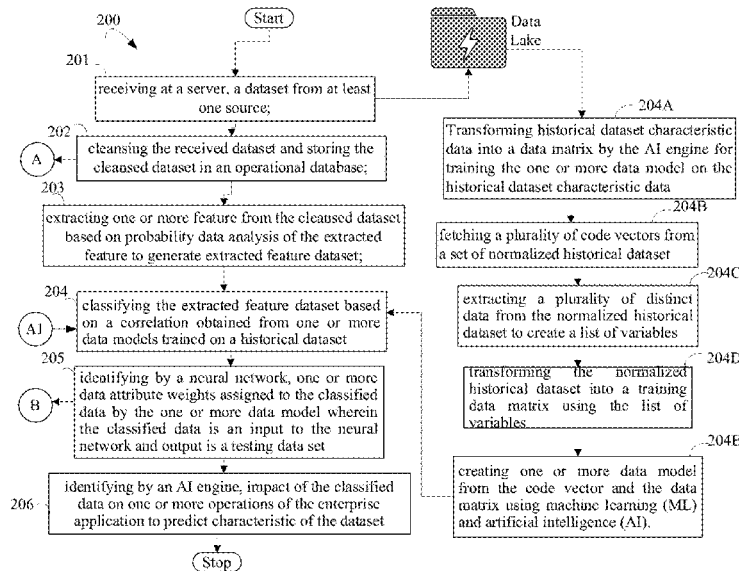 200
Start
Data
Lake
201
receiving at a server, a dataset from at least
one source;
202
A
cleansing the received dataset and storing the
cleansed dataset in an operational database;
203
extracting one or more feature from the cleansed dataset
based on probability data analysis of the extracted
feature to generate extracted feature dataset;
204
A1
classifying the extracted feature dataset based
on a correlation obtained from one or more
data models trained on a historical dataset
205
B
identifying by a neural network, one or more
data attribute weights assigned to the classified
data by the one or more data model wherein
the classified data is an input to the neural
network and output is a testing data set
206
identifying by an AI engine, impact of the classified
data on one or more operations of the enterprise
application to predict characteristic of the dataset
Stop
204A
Transforming historical dataset characteristic
data into a data matrix by the AI engine for
training the one or more data model on the
historical dataset characteristic data
204B
fetching a plurality of code vectors from
a set of normalized historical dataset
204C
extracting a plurality of distinct
data from the normalized historical
dataset to create a list of variables
204D
transforming the normalized
historical dataset into a training
data matrix using the list of
variables
204E
creating one or more data model
from the code vector and the data
matrix using machine learning (ML)
and artificial intelligence (AI).